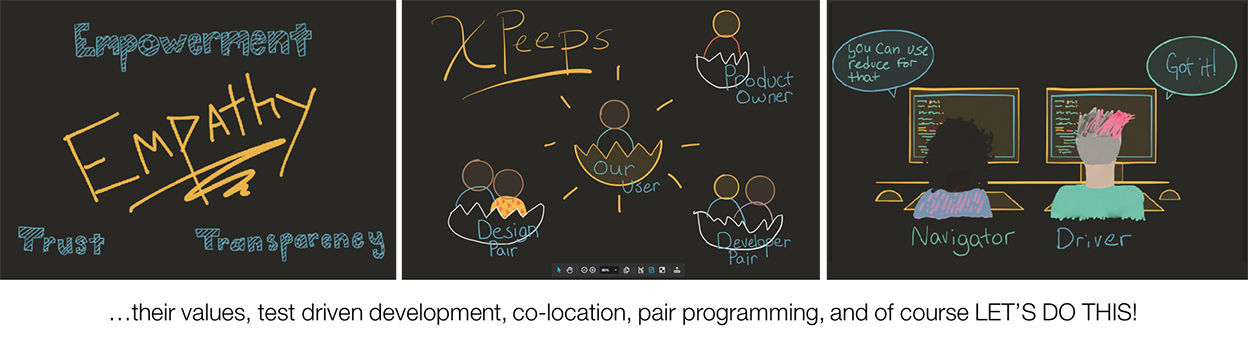 Empowerment
Empathy
Trust
Transparency
XPeeps
Product
Owner
Our
User
Design
Pair
Developer
Pair
86%
you can use
reduce for
that
Got it!
Navigator
Driver
…their values, test driven development, co-location, pair programming, and of course LET’S DO THIS!